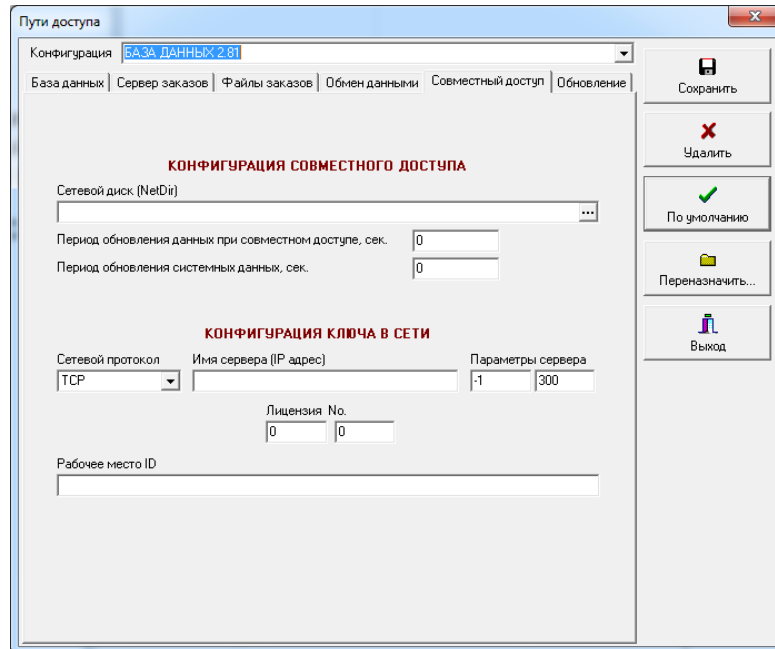 Пути доступа
Конфигурация БАЗА ДАННЫХ 2.81
База данных Сервер заказов Файлы заказов Обмен данными Совместный доступ Обновление
КОНФИГУРАЦИЯ СОВМЕСТНОГО ДОСТУПА
Сетевой диск (NetDir)
...
Период обновления данных при совместном доступе, сек. 0
Период обновления системных данных, сек. 0
КОНФИГУРАЦИЯ КЛЮЧА В СЕТИ
Сетевой протокол Имя сервера (IP адрес) Параметры сервера
TCP -1 300
Лицензия No.
0 0
Рабочее место ID
Сохранить
Удалить
По умолчанию
Переназначить...
Выход